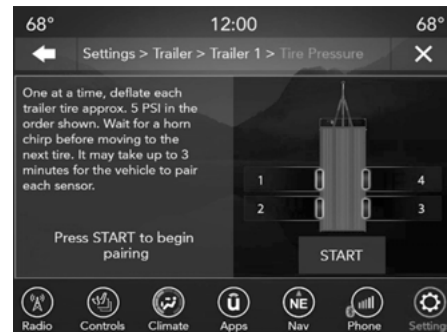 68° 12:00 68°
Settings > Trailer > Trailer 1 > Tire Pressure
One at a time, deflate each
trailer tire approx. 5 PSI in the
order shown. Wait for a horn
chirp before moving to the
next tire. It may take up to 3
minutes for the vehicle to pair
each sensor.
1 4
2 3
Press START to begin
pairing
START
NE
Radio Controls Climate Apps Nav Phone Setting